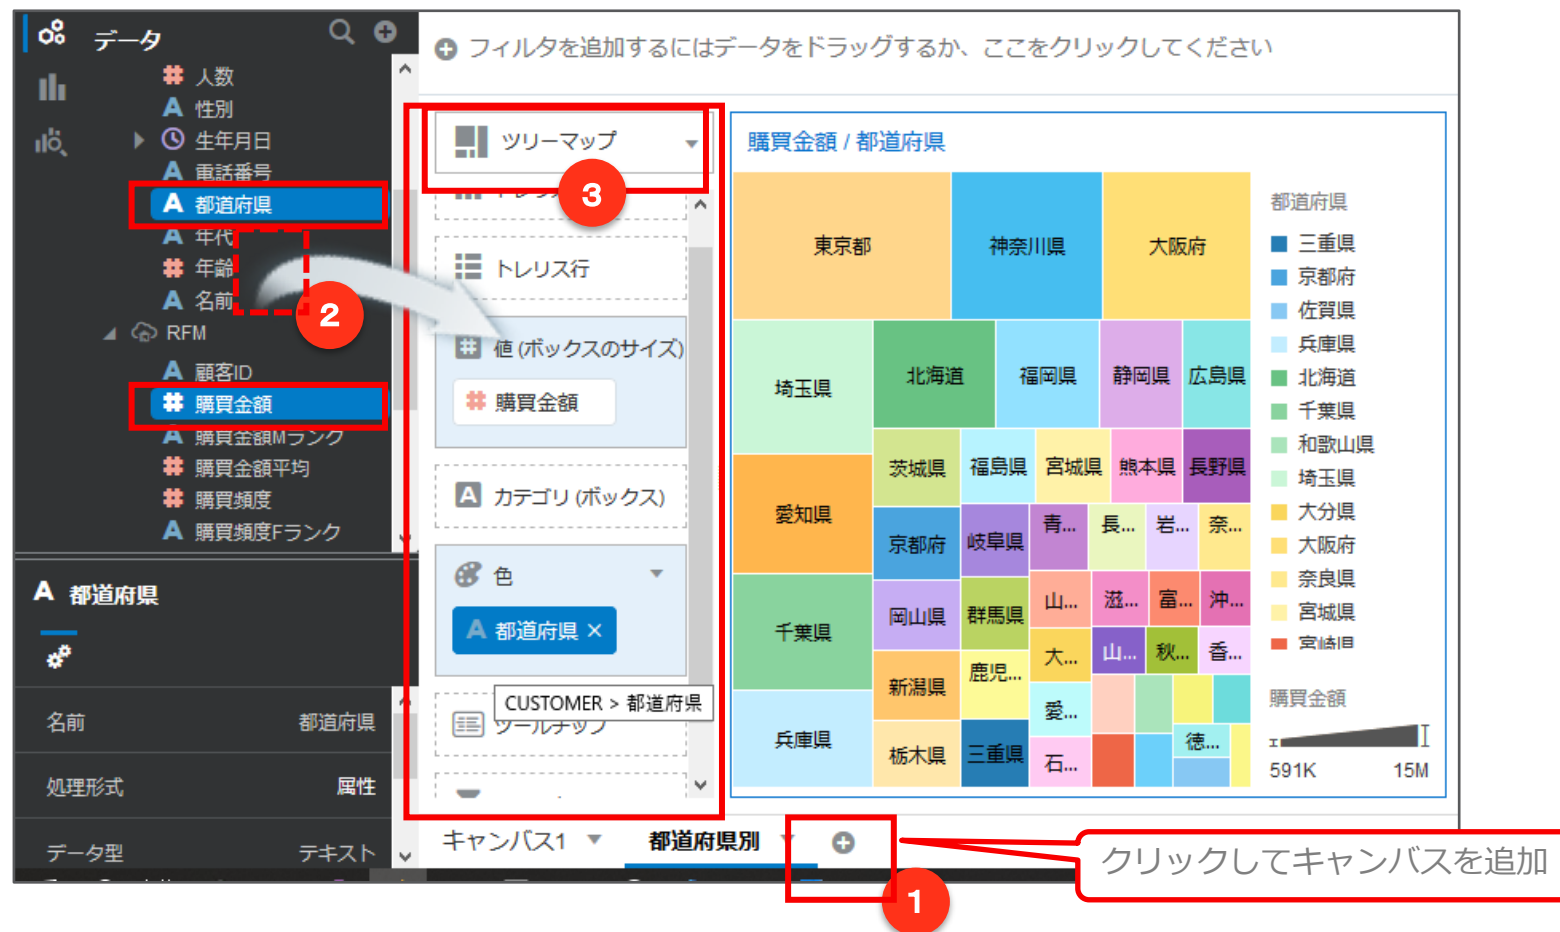 データ
人数
性別
生年月日
電話番号
都道府県
年代
年齢
名前
2
RFM
顧客ID
購買金額
購買金額Mランク
購買金額平均
購買頻度
購買頻度Fランク
A 都道府県
名前 都道府県
処理形式 属性
データ型 テキスト
フィルタを追加するにはデータをドラッグするか、ここをクリックしてください
ツリーマップ
3
トレリス行
値 (ボックスのサイズ)
購買金額
カテゴリ (ボックス)
色
A 都道府県 ×
CUSTOMER > 都道府県
ツールチップ
購買金額 / 都道府県
東京都 神奈川県 大阪府
埼玉県 北海道 福岡県 静岡県 広島県
茨城県 福島県 宮城県 熊本県 長野県
愛知県 京都府 岐阜県 青... 長... 岩... 奈...
千葉県 岡山県 群馬県 山... 滋... 富... 沖...
大... 山... 秋... 香...
新潟県 鹿児...
愛...
兵庫県 栃木県 三重県 石... 徳...
都道府県
三重県
京都府
佐賀県
兵庫県
北海道
千葉県
和歌山県
埼玉県
大分県
大阪府
奈良県
宮城県
宮崎県
購買金額
591K 15M
キャンバス1 都道府県別
1
クリックしてキャンバスを追加